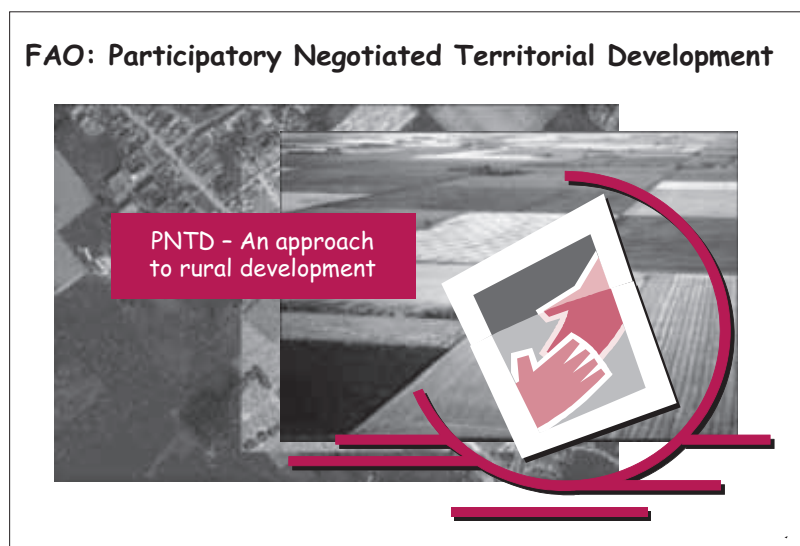 FAO: Participatory Negotiated Territorial Development
PNTD – An approach
to rural development